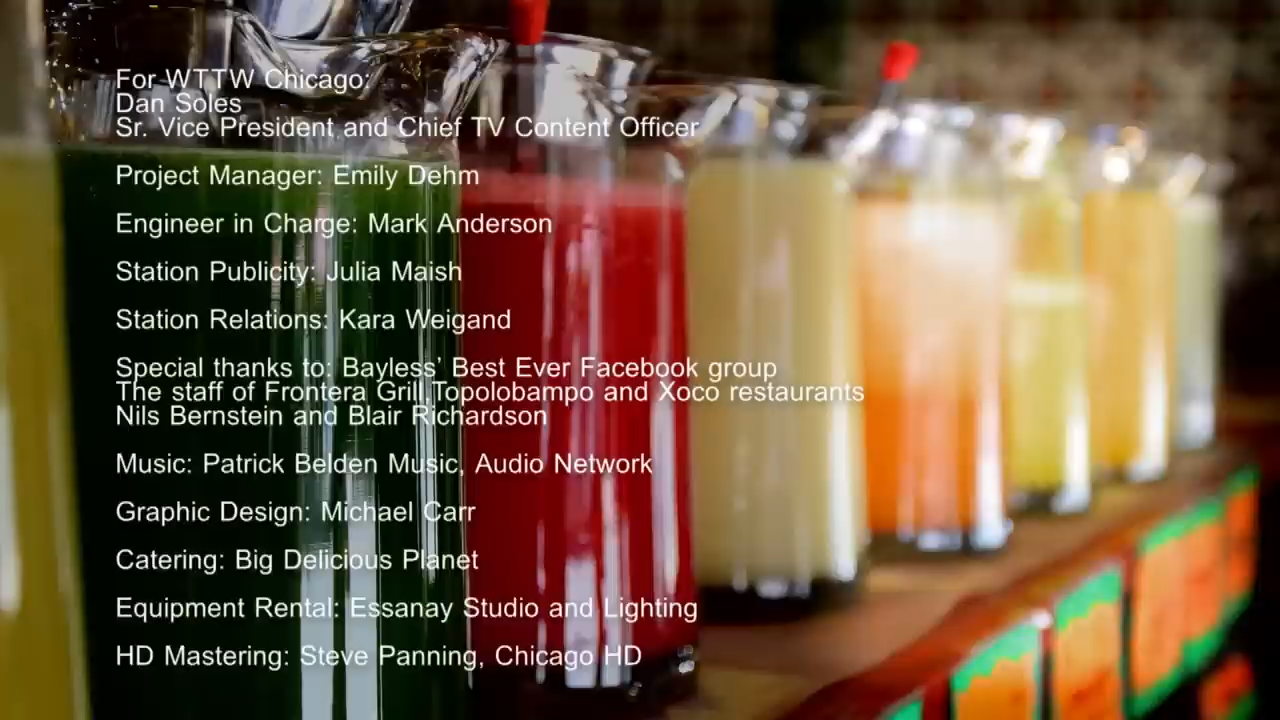 For WTTW Chicago:
Dan Soles
Sr. Vice President and Chief TV Content Officer
Project Manager: Emily Dehm
Engineer in Charge: Mark Anderson
Station Publicity: Julia Maish
Station Relations: Kara Weigand
Special thanks to: Bayless’ Best Ever Facebook group
The staff of Frontera Grill,Topolobampo and Xoco restaurants
Nils Bernstein and Blair Richardson
Music: Patrick Belden Music, Audio Network
Graphic Design: Michael Carr
Catering: Big Delicious Planet
Equipment Rental: Essanay Studio and Lighting
HD Mastering: Steve Panning, Chicago HD